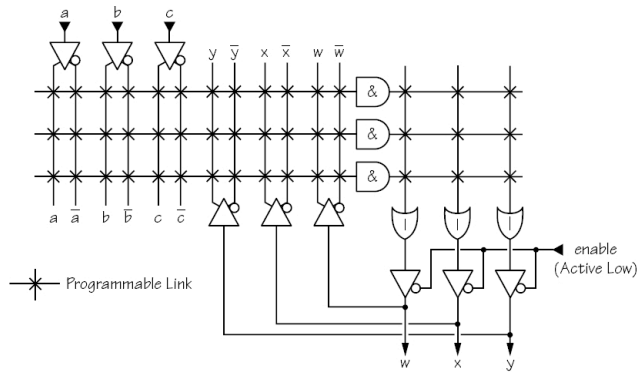 a b c
y y̅ x x̅ w w̅
&
&
&
a a̅ b b̅ c c̅
| | |
enable
(Active Low)
Programmable Link
w x y